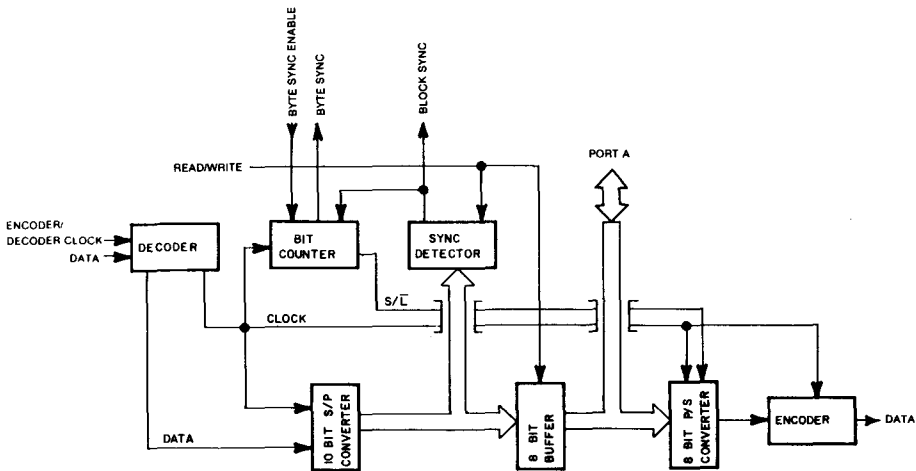 BYTE SYNC ENABLE
BYTE SYNC
BLOCK SYNC
READ/WRITE
PORT A
ENCODER/
DECODER CLOCK
DATA
DECODER
BIT
COUNTER
SYNC
DETECTOR
S/L̅
CLOCK
DATA
10 BIT S/P
CONVERTER
8 BIT
BUFFER
8 BIT P/S
CONVERTER
ENCODER
DATA